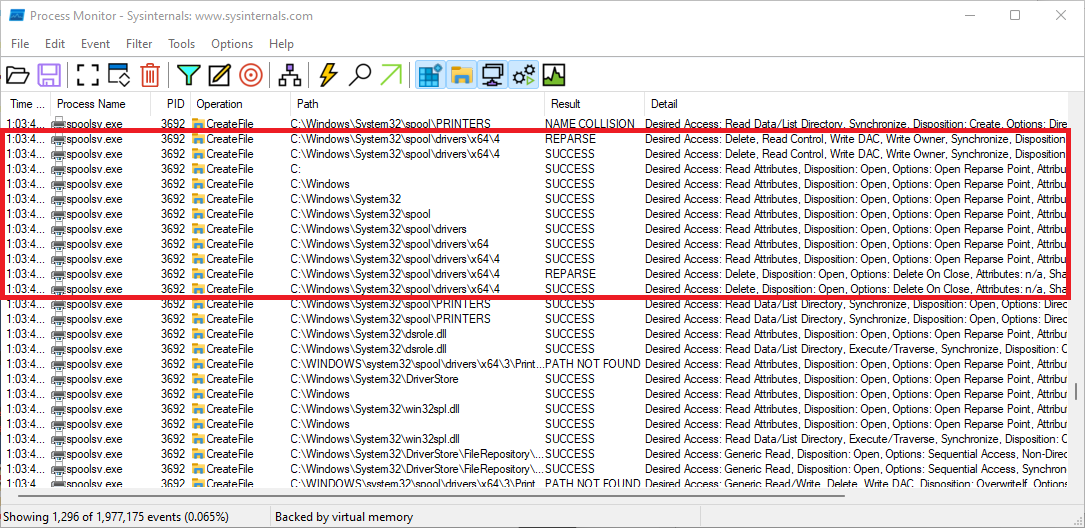 Process Monitor - Sysinternals: www.sysinternals.com
File Edit Event Filter Tools Options Help
Time ... Process Name PID Operation Path Result Detail
1:03:4... spoolsv.exe 3692 CreateFile C:\Windows\System32\spool\PRINTERS NAME COLLISION Desired Access: Read Data/List Directory, Synchronize, Disposition: Create, Options: Dire
1:03:4... spoolsv.exe 3692 CreateFile C:\Windows\System32\spool\drivers\x64\4 REPARSE Desired Access: Delete, Read Control, Write DAC, Write Owner, Synchronize, Disposition
1:03:4... spoolsv.exe 3692 CreateFile C:\Windows\System32\spool\drivers\x64\4 SUCCESS Desired Access: Delete, Read Control, Write DAC, Write Owner, Synchronize, Disposition
1:03:4... spoolsv.exe 3692 CreateFile C: SUCCESS Desired Access: Read Attributes, Disposition: Open, Options: Open Reparse Point, Attribu
1:03:4... spoolsv.exe 3692 CreateFile C:\Windows SUCCESS Desired Access: Read Attributes, Disposition: Open, Options: Open Reparse Point, Attribu
1:03:4... spoolsv.exe 3692 CreateFile C:\Windows\System32 SUCCESS Desired Access: Read Attributes, Disposition: Open, Options: Open Reparse Point, Attribu
1:03:4... spoolsv.exe 3692 CreateFile C:\Windows\System32\spool SUCCESS Desired Access: Read Attributes, Disposition: Open, Options: Open Reparse Point, Attribu
1:03:4... spoolsv.exe 3692 CreateFile C:\Windows\System32\spool\drivers SUCCESS Desired Access: Read Attributes, Disposition: Open, Options: Open Reparse Point, Attribu
1:03:4... spoolsv.exe 3692 CreateFile C:\Windows\System32\spool\drivers\x64 SUCCESS Desired Access: Read Attributes, Disposition: Open, Options: Open Reparse Point, Attribu
1:03:4... spoolsv.exe 3692 CreateFile C:\Windows\System32\spool\drivers\x64\4 SUCCESS Desired Access: Read Attributes, Disposition: Open, Options: Open Reparse Point, Attribu
1:03:4... spoolsv.exe 3692 CreateFile C:\Windows\System32\spool\drivers\x64\4 REPARSE Desired Access: Delete, Disposition: Open, Options: Delete On Close, Attributes: n/a, Sha
1:03:4... spoolsv.exe 3692 CreateFile C:\Windows\System32\spool\drivers\x64\4 SUCCESS Desired Access: Delete, Disposition: Open, Options: Delete On Close, Attributes: n/a, Sha
1:03:4... spoolsv.exe 3692 CreateFile C:\Windows\System32\spool\PRINTERS SUCCESS Desired Access: Read Data/List Directory, Synchronize, Disposition: Open, Options: Direc
1:03:4... spoolsv.exe 3692 CreateFile C:\Windows\System32\spool\PRINTERS SUCCESS Desired Access: Read Data/List Directory, Synchronize, Disposition: Open, Options: Direc
1:03:4... spoolsv.exe 3692 CreateFile C:\Windows\System32\dsrole.dll SUCCESS Desired Access: Read Attributes, Disposition: Open, Options: Open Reparse Point, Attribu
1:03:4... spoolsv.exe 3692 CreateFile C:\Windows\System32\dsrole.dll SUCCESS Desired Access: Read Data/List Directory, Execute/Traverse, Synchronize, Disposition: C
1:03:4... spoolsv.exe 3692 CreateFile C:\WINDOWS\system32\spool\drivers\x64\3\Print... PATH NOT FOUND Desired Access: Read Attributes, Disposition: Open, Options: Open Reparse Point, Attribu
1:03:4... spoolsv.exe 3692 CreateFile C:\Windows\System32\DriverStore SUCCESS Desired Access: Read Attributes, Disposition: Open, Options: Open Reparse Point, Attribu
1:03:4... spoolsv.exe 3692 CreateFile C:\Windows SUCCESS Desired Access: Read Attributes, Disposition: Open, Options: Open Reparse Point, Attribu
1:03:4... spoolsv.exe 3692 CreateFile C:\Windows\System32\win32spl.dll SUCCESS Desired Access: Read Attributes, Disposition: Open, Options: Open Reparse Point, Attribu
1:03:4... spoolsv.exe 3692 CreateFile C:\Windows SUCCESS Desired Access: Read Attributes, Disposition: Open, Options: Open Reparse Point, Attribu
1:03:4... spoolsv.exe 3692 CreateFile C:\Windows\System32\win32spl.dll SUCCESS Desired Access: Read Data/List Directory, Execute/Traverse, Synchronize, Disposition: C
1:03:4... spoolsv.exe 3692 CreateFile C:\Windows\System32\DriverStore\FileRepository\... SUCCESS Desired Access: Generic Read, Disposition: Open, Options: Sequential Access, Non-Direc
1:03:4... spoolsv.exe 3692 CreateFile C:\Windows\System32\DriverStore\FileRepository\... SUCCESS Desired Access: Generic Read, Disposition: Open, Options: Sequential Access, Synchron
1:03:4... spoolsv.exe 3692 CreateFile C:\WINDOWS\system32\spool\drivers\x64\3\Print... PATH NOT FOUND Desired Access: Generic Read/Write, Delete, Write DAC, Disposition: OverwriteIf, Options
Showing 1,296 of 1,977,175 events (0.065%) Backed by virtual memory